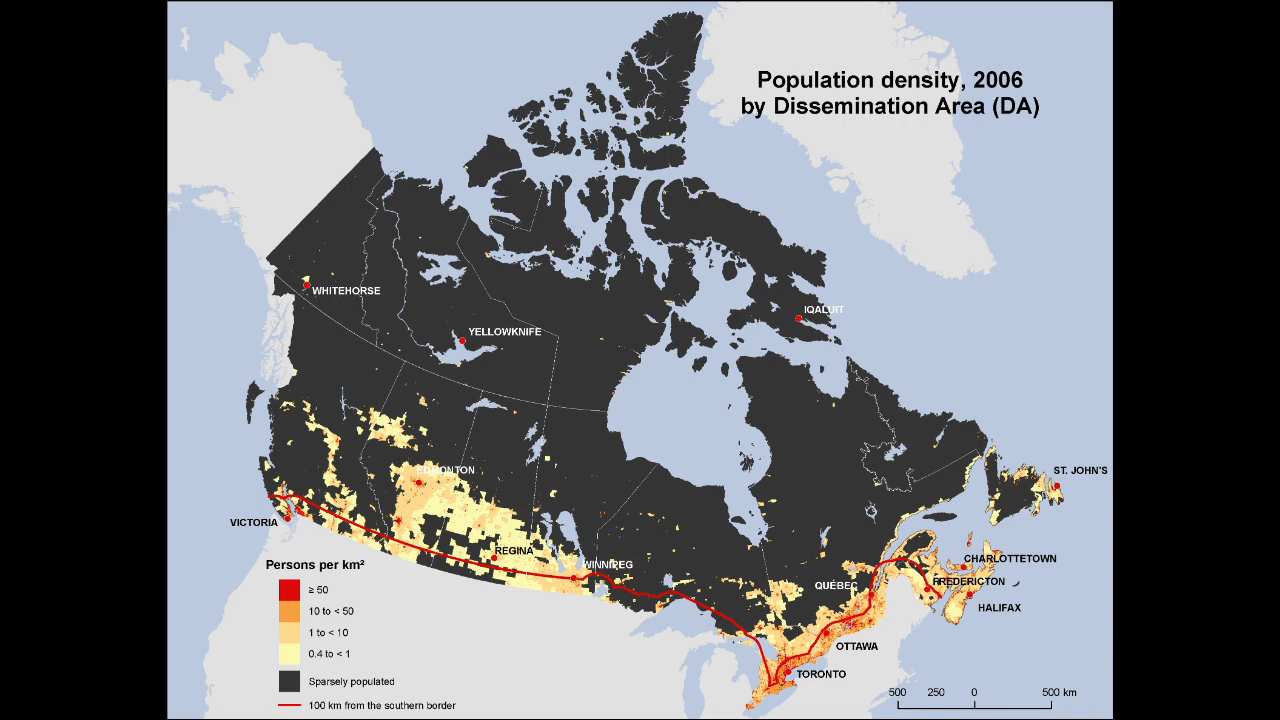 Population density, 2006
by Dissemination Area (DA)
WHITEHORSE
IQALUIT
YELLOWKNIFE
EDMONTON
ST. JOHN'S
VICTORIA
REGINA
WINNIPEG
CHARLOTTETOWN
QUÉBEC
FREDERICTON
HALIFAX
OTTAWA
TORONTO
Persons per km²
≥ 50
10 to < 50
1 to < 10
0.4 to < 1
Sparsely populated
100 km from the southern border
500 250 0 500 km